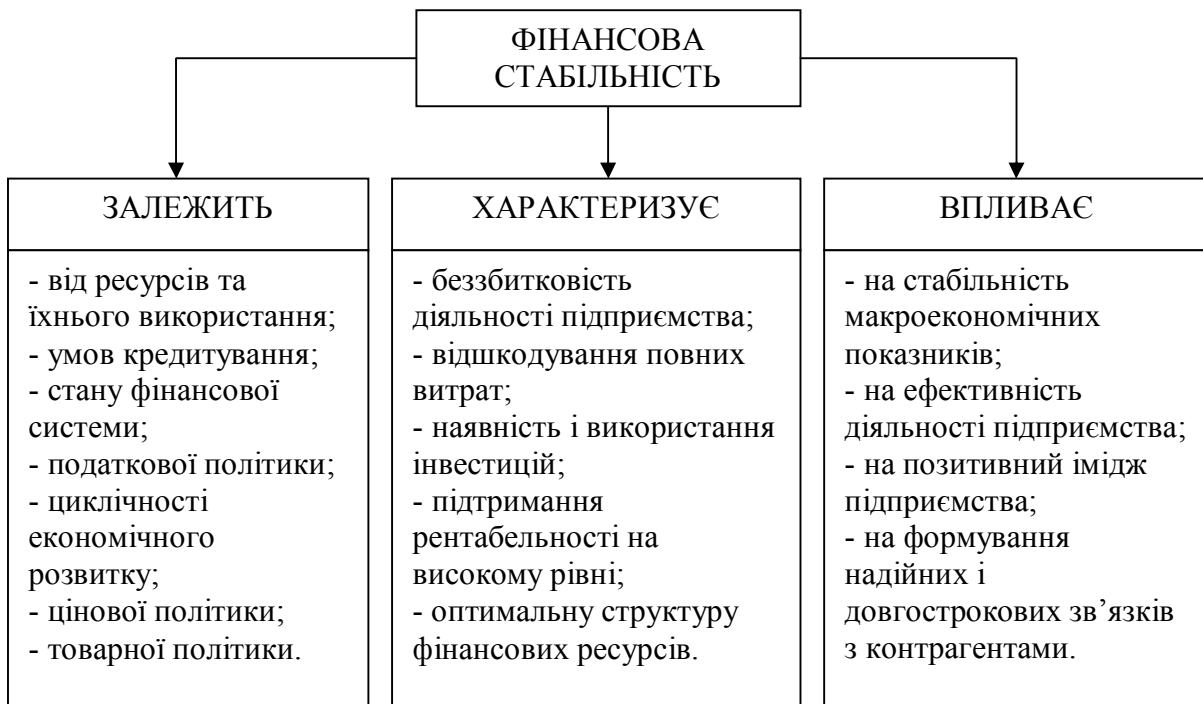 ФІНАНСОВА
СТАБІЛЬНІСТЬ
ЗАЛЕЖИТЬ
- від ресурсів та
їхнього використання;
- умов кредитування;
- стану фінансової
системи;
- податкової політики;
- циклічності
економічного
розвитку;
- цінової політики;
- товарної політики.
ХАРАКТЕРИЗУЄ
- беззбитковість
діяльності підприємства;
- відшкодування повних
витрат;
- наявність і використання
інвестицій;
- підтримання
рентабельності на
високому рівні;
- оптимальну структуру
фінансових ресурсів.
ВПЛИВАЄ
- на стабільність
макроекономічних
показників;
- на ефективність
діяльності підприємства;
- на позитивний імідж
підприємства;
- на формування
надійних і
довгострокових зв’язків
з контрагентами.